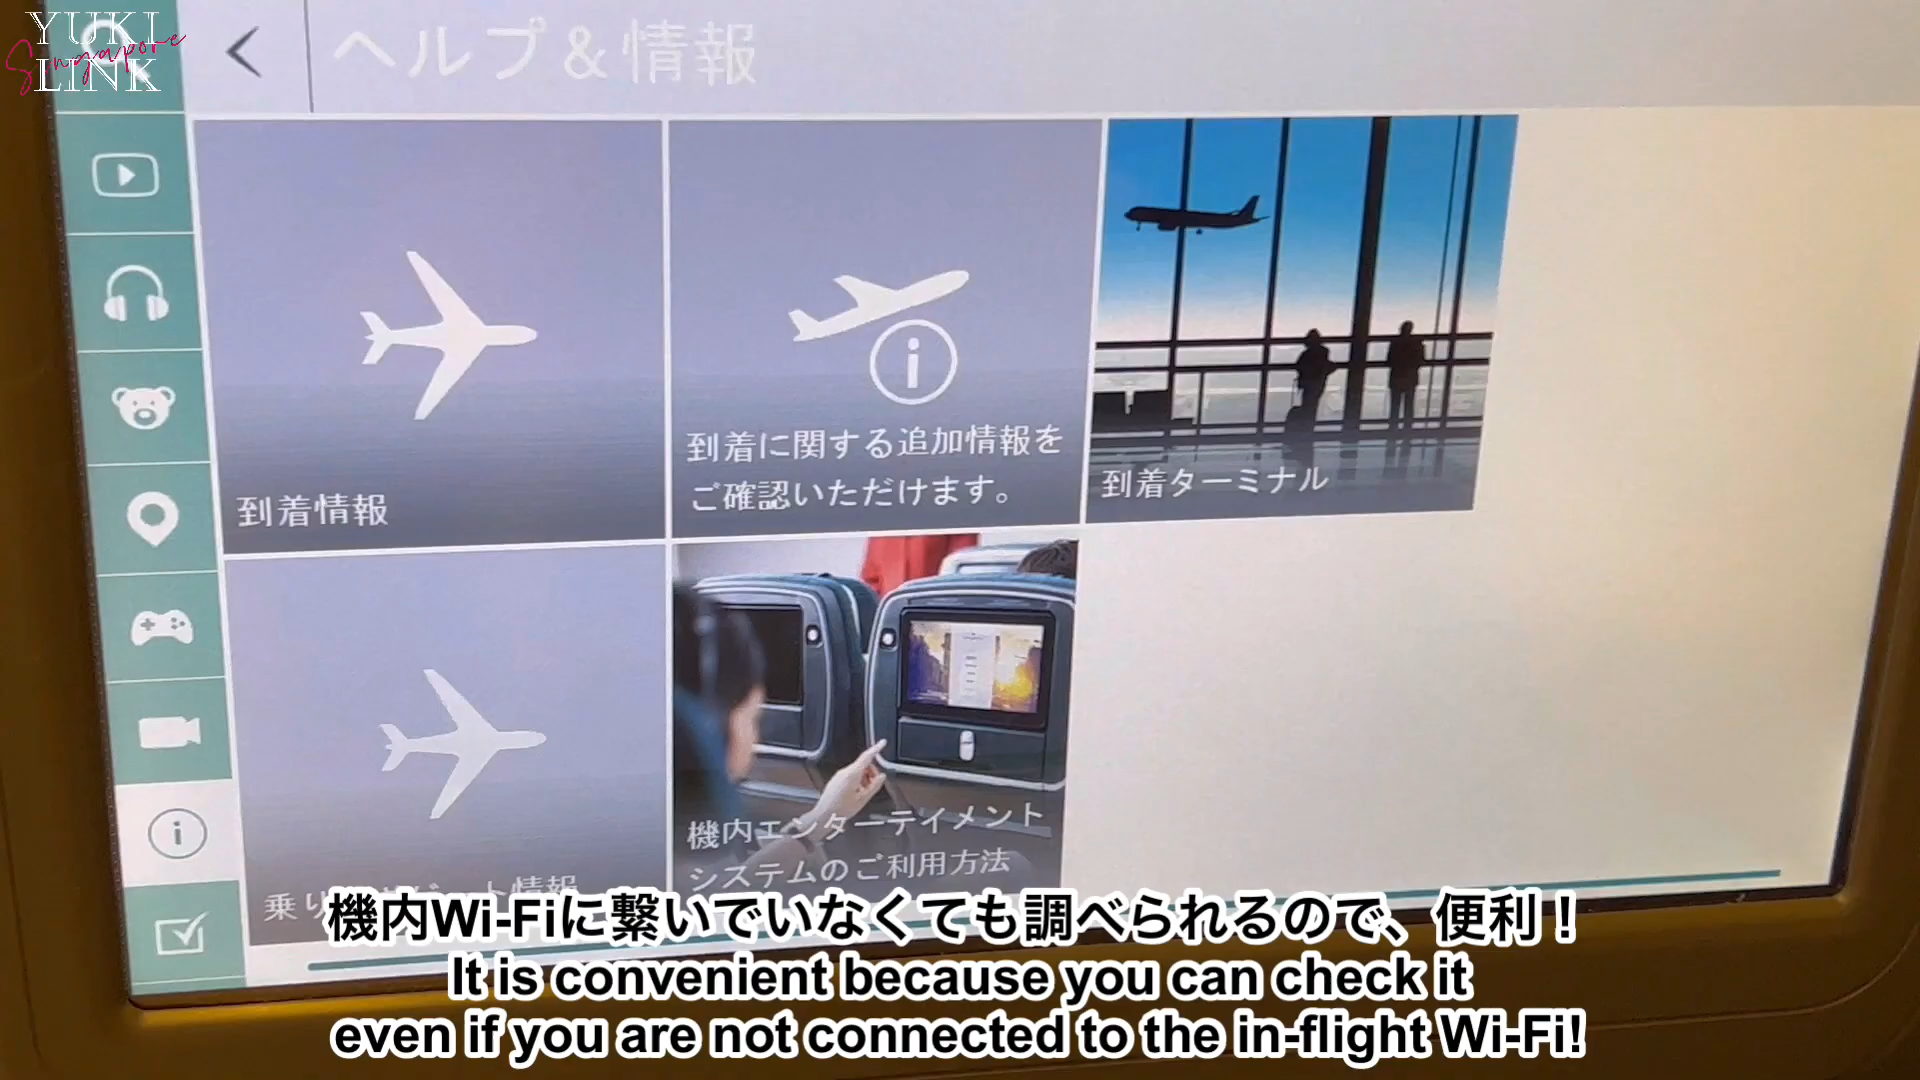 YUKI
Singapore
LINK
ヘルプ&情報
到着情報
到着に関する追加情報を
ご確認いただけます。
到着ターミナル
機内エンターテイメント
システムのご利用方法
機内Wi-Fiに繋いでいなくても調べられるので、便利！
It is convenient because you can check it
even if you are not connected to the in-flight Wi-Fi!